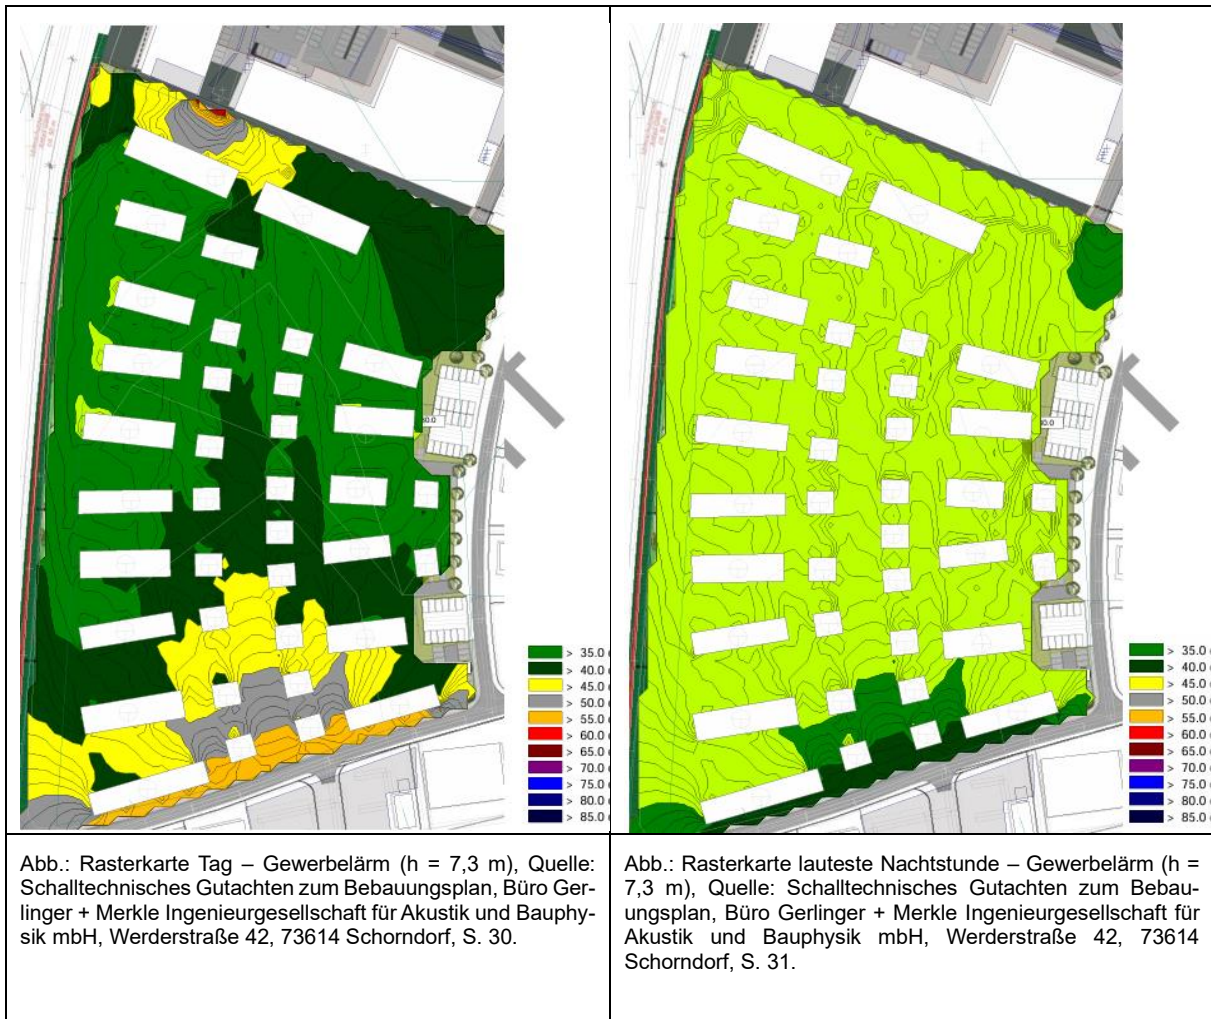 > 35.0
> 40.0
> 45.0
> 50.0
> 55.0
> 60.0
> 65.0
> 70.0
> 75.0
> 80.0
> 85.0
> 35.0
> 40.0
> 45.0
> 50.0
> 55.0
> 60.0
> 65.0
> 70.0
> 75.0
> 80.0
> 85.0
Abb.: Rasterkarte Tag – Gewerbelärm (h = 7,3 m), Quelle:
Schalltechnisches Gutachten zum Bebauungsplan, Büro Ger-
linger + Merkle Ingenieurgesellschaft für Akustik und Bauphy-
sik mbH, Werderstraße 42, 73614 Schorndorf, S. 30.
Abb.: Rasterkarte lauteste Nachtstunde – Gewerbelärm (h =
7,3 m), Quelle: Schalltechnisches Gutachten zum Bebau-
ungsplan, Büro Gerlinger + Merkle Ingenieurgesellschaft für
Akustik und Bauphysik mbH, Werderstraße 42, 73614
Schorndorf, S. 31.